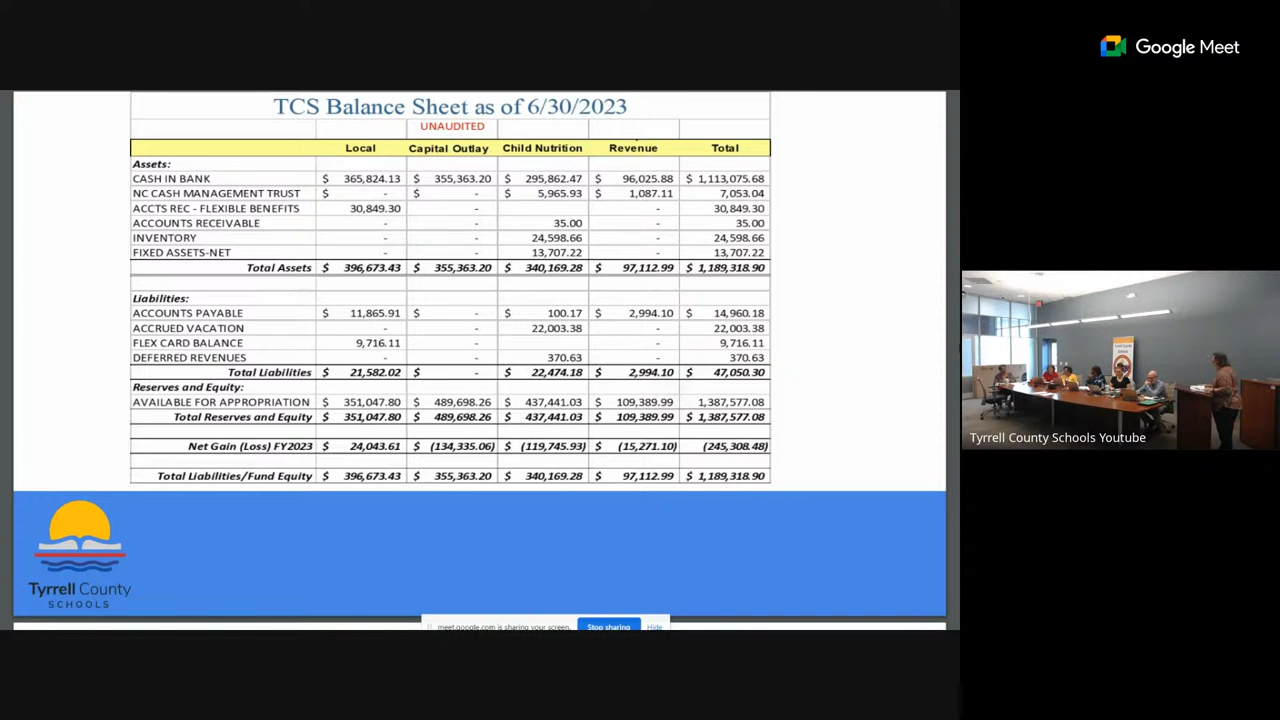 Google Meet
TCS Balance Sheet as of 6/30/2023
UNAUDITED
Local Capital Outlay Child Nutrition Revenue Total
Assets:
CASH IN BANK $ 365,824.13 $ 355,363.20 $ 295,862.47 $ 96,025.88 $ 1,113,075.68
NC CASH MANAGEMENT TRUST $ - $ - $ 5,965.93 $ 1,087.11 7,053.04
ACCTS REC - FLEXIBLE BENEFITS 30,849.30 - - 30,849.30
ACCOUNTS RECEIVABLE - - 35.00 - 35.00
INVENTORY - - 24,598.66 - 24,598.66
FIXED ASSETS-NET - - 13,707.22 - 13,707.22
Total Assets $ 396,673.43 $ 355,363.20 $ 340,169.28 $ 97,112.99 $ 1,189,318.90
Liabilities:
ACCOUNTS PAYABLE $ 11,865.91 $ - $ 100.17 $ 2,994.10 $ 14,960.18
ACCRUED VACATION - - 22,003.38 - 22,003.38
FLEX CARD BALANCE 9,716.11 - - 9,716.11
DEFERRED REVENUES - - 370.63 - 370.63
Total Liabilities $ 21,582.02 $ - $ 22,474.18 $ 2,994.10 $ 47,050.30
Reserves and Equity:
AVAILABLE FOR APPROPRIATION 351,047.80 489,698.26 437,441.03 109,389.99 1,387,577.08
Total Reserves and Equity $ 351,047.80 $ 489,698.26 $ 437,441.03 $ 109,389.99 $ 1,387,577.08
Net Gain (Loss) FY2023 $ 24,043.61 $ (134,335.06) $ (119,745.93) $ (15,271.10) (245,308.48)
Total Liabilities/Fund Equity $ 396,673.43 $ 355,363.20 $ 340,169.28 $ 97,112.99 $ 1,189,318.90
Tyrrell County
SCHOOLS
meet.google.com is sharing your screen. Stop sharing Hide
Tyrrell County Schools Youtube